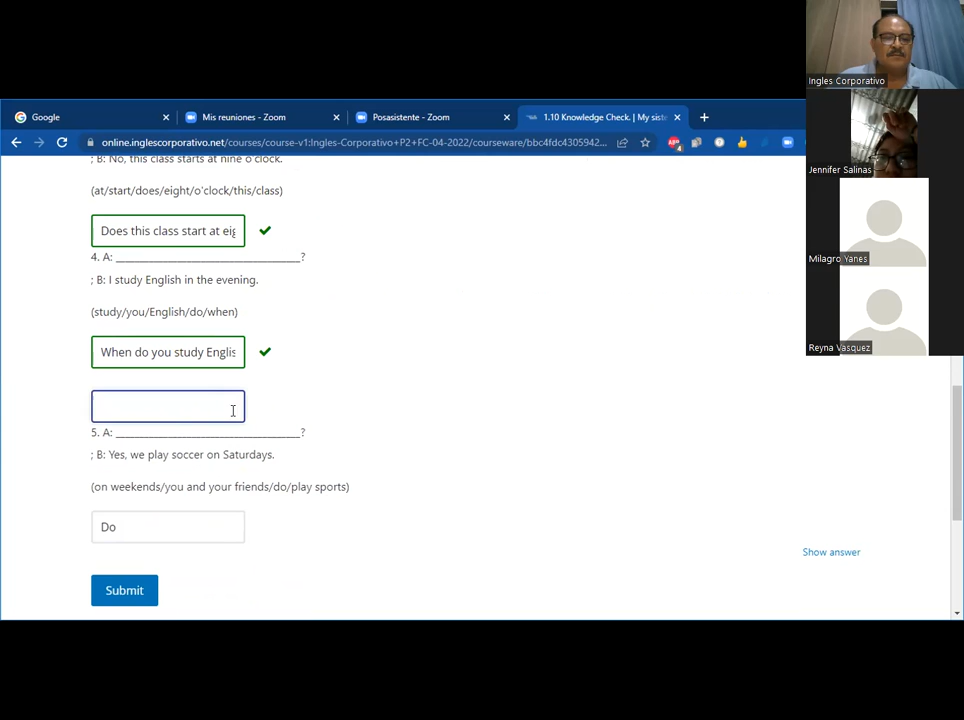 Google
Mis reuniones - Zoom
Posasistente - Zoom
1.10 Knowledge Check. | My siste
online.inglescorporativo.net/courses/course-v1:Ingles-Corporativo+P2+FC-04-2022/courseware/bbc4fdc4305942...
; B: No, this class starts at nine o'clock.
(at/start/does/eight/o'clock/this/class)
Does this class start at eig
4. A: ____________________________________?
; B: I study English in the evening.
(study/you/English/do/when)
When do you study Englis
5. A: ____________________________________?
; B: Yes, we play soccer on Saturdays.
(on weekends/you and your friends/do/play sports)
Do
Show answer
Submit
Ingles Corporativo
Jennifer Salinas
Milagro Yanes
Reyna Vasquez